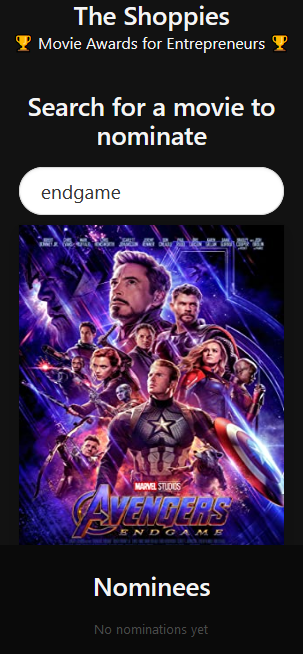 The Shoppies
🏆 Movie Awards for Entrepreneurs 🏆
Search for a movie to
nominate
endgame
MARVEL STUDIOS
AVENGERS
ENDGAME
Nominees
No nominations yet